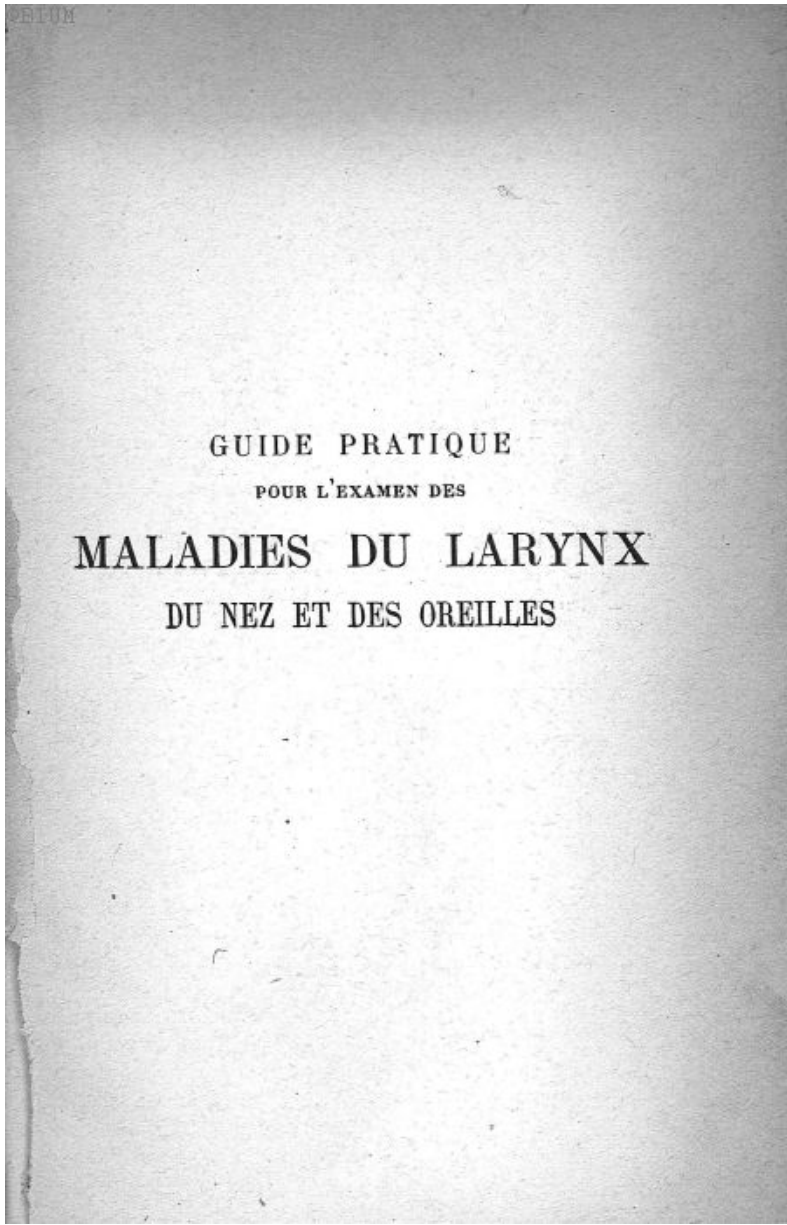 GUIDE PRATIQUE
POUR L'EXAMEN DES
MALADIES DU LARYNX
DU NEZ ET DES OREILLES